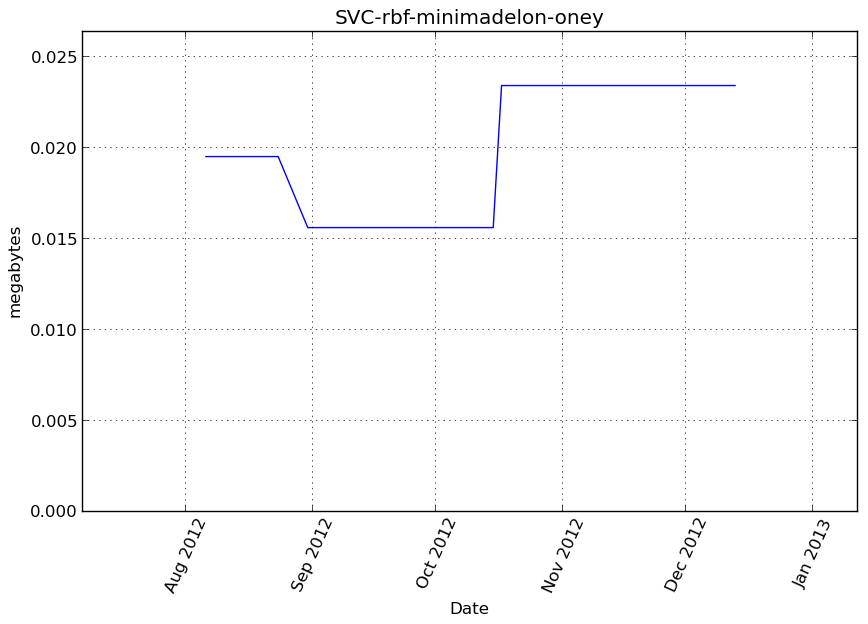 SVC-rbf-minimadelon-oney
0.025
0.020
0.015
0.010
0.005
0.000
megabytes
Aug 2012
Sep 2012
Oct 2012
Nov 2012
Dec 2012
Jan 2013
Date